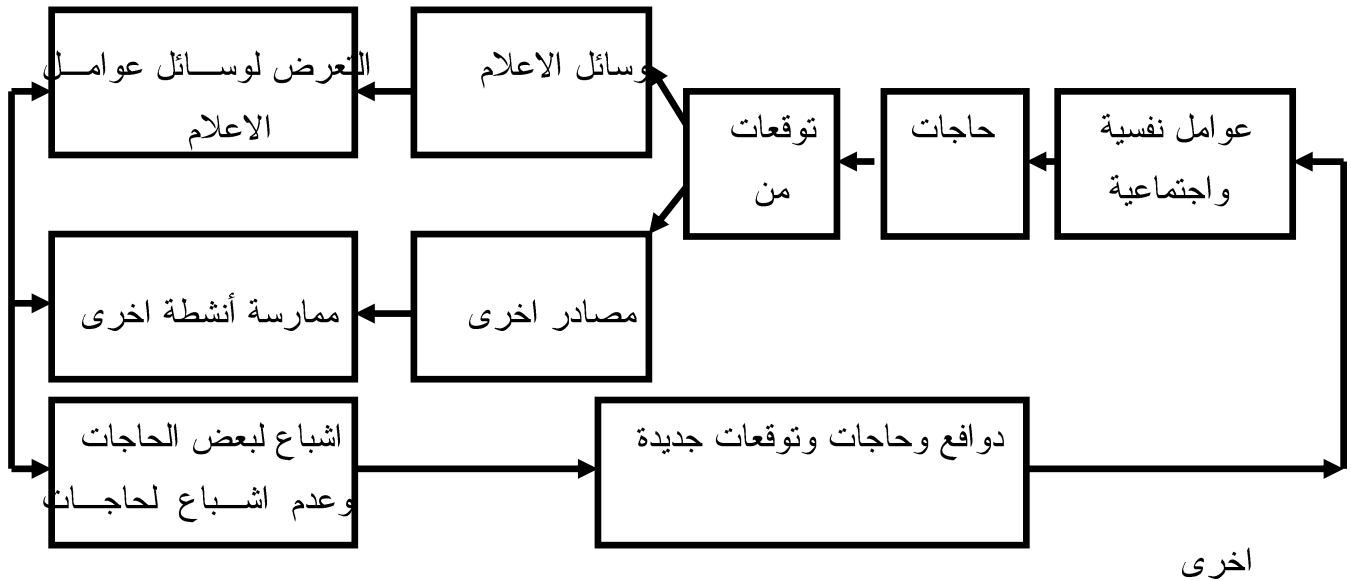 عوامل نفسية
واجتماعية
حاجات
توقعات
من
وسائل الاعلام
التعرض لوسائل عوامل
الاعلام
مصادر اخرى
ممارسة أنشطة اخرى
اشباع لبعض الحاجات
وعدم اشباع لحاجات
دوافع وحاجات وتوقعات جديدة
اخرى